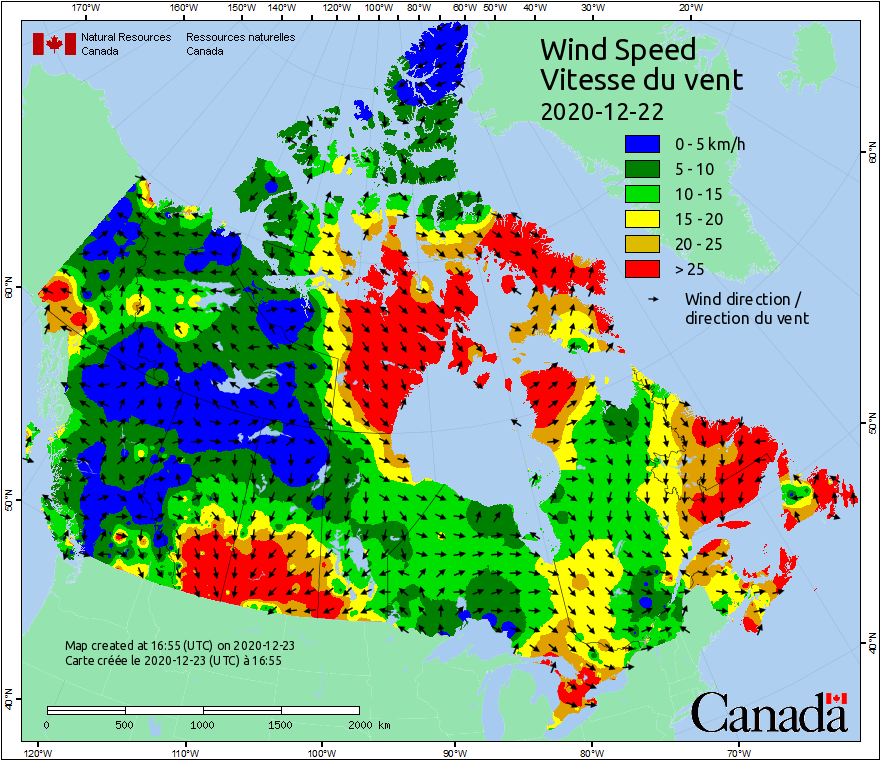 170°W 160°W 150°W 140°W 130°W 120°W 110°W 100°W 80°W 60°W 50°W 40°W 30°W 20°W
Natural Resources Ressources naturelles
Canada Canada
Wind Speed
Vitesse du vent
2020-12-22
0 - 5 km/h
5 - 10
10 - 15
15 - 20
20 - 25
> 25
Wind direction /
direction du vent
60°N
60°N
50°N
50°N
40°N
40°N
Map created at 16:55 (UTC) on 2020-12-23
Carte créée le 2020-12-23 (UTC) à 16:55
0 500 1000 1500 2000 km
Canada
120°W 110°W 100°W 90°W 80°W 70°W